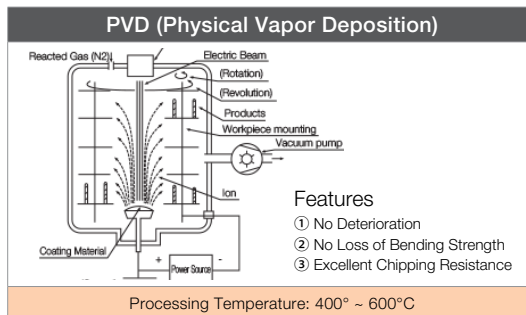 PVD (Physical Vapor Deposition)
Reacted Gas (N2)
Electric Beam
(Rotation)
(Revolution)
Products
Workpiece mounting
Vacuum pump
Ion
Coating Material
+
-
Power Source
Features
① No Deterioration
② No Loss of Bending Strength
③ Excellent Chipping Resistance
Processing Temperature: 400° ~ 600°C